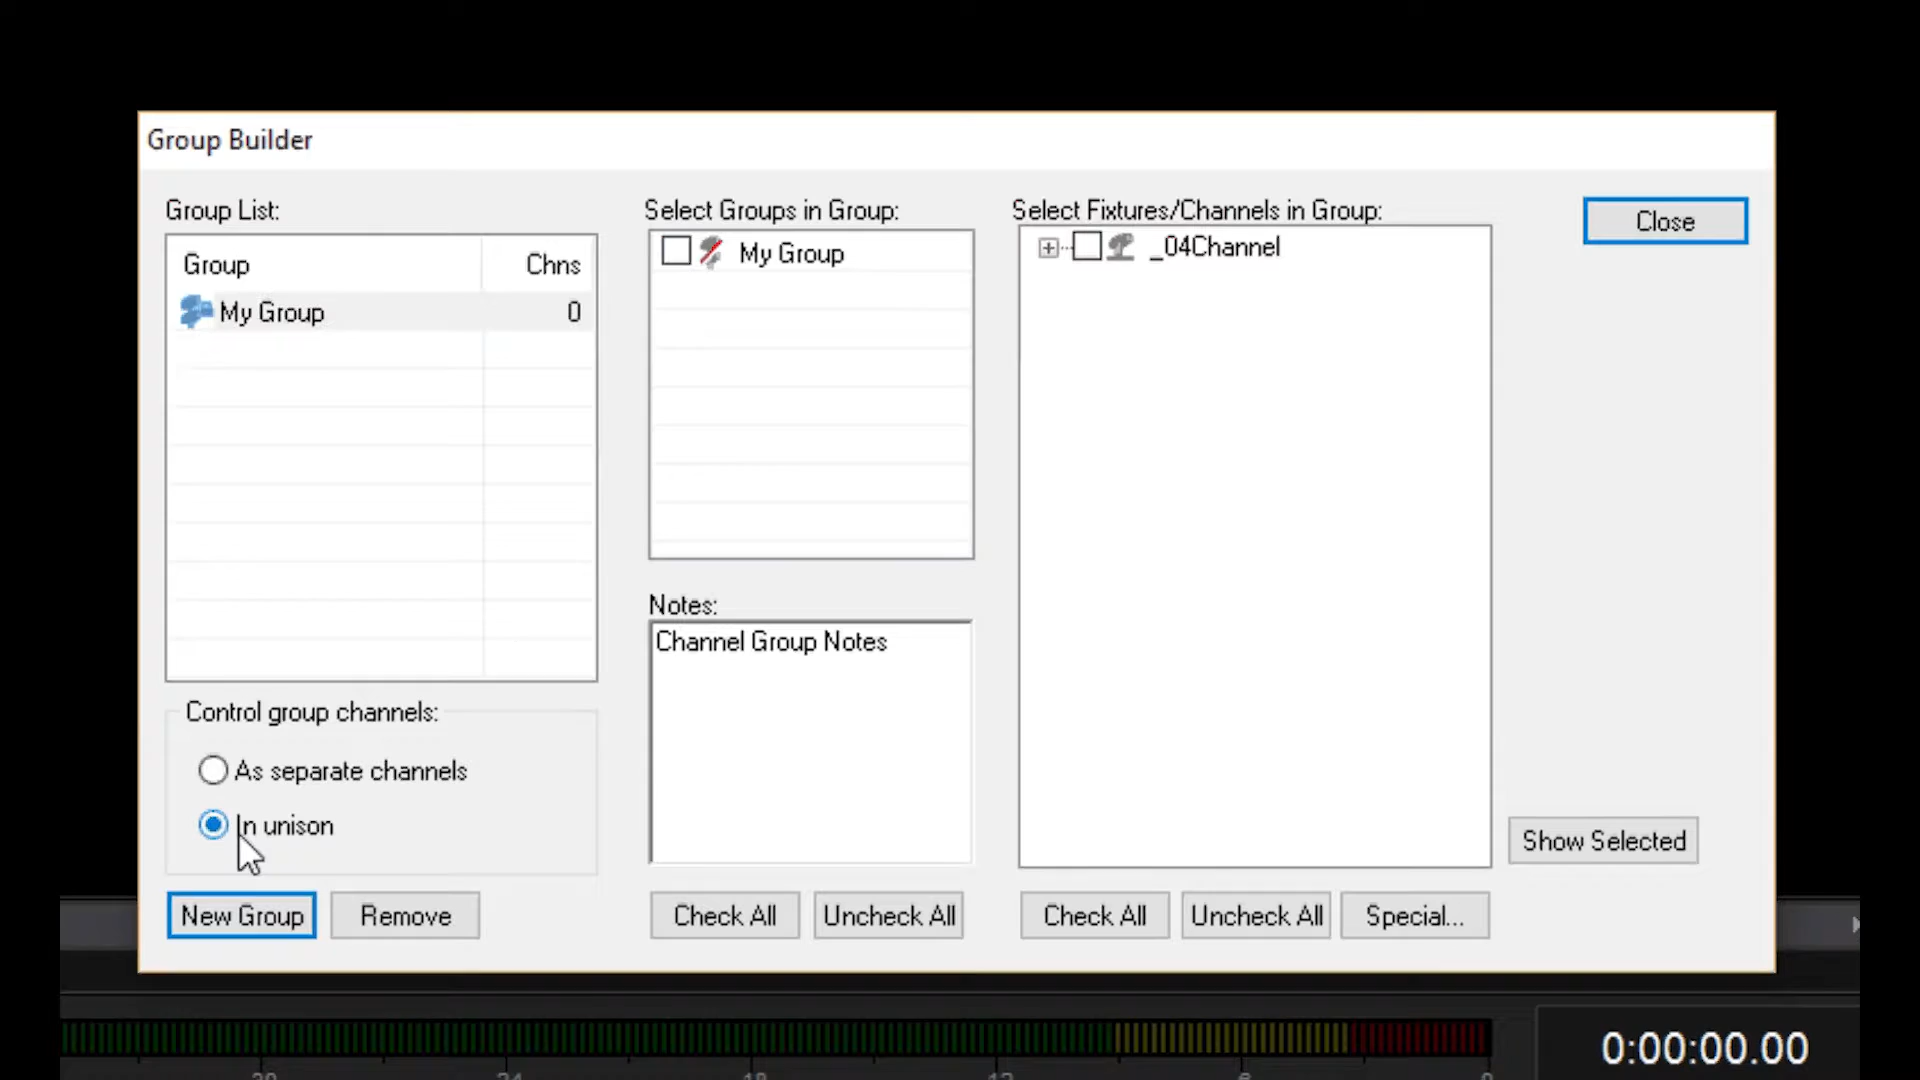 Group Builder
Group List:
Group Chns
My Group 0
Control group channels:
As separate channels
In unison
New Group Remove
Select Groups in Group:
My Group
Notes:
Channel Group Notes
Check All Uncheck All
Select Fixtures/Channels in Group:
_04Channel
Check All Uncheck All Special...
Close
Show Selected
0:00:00.00